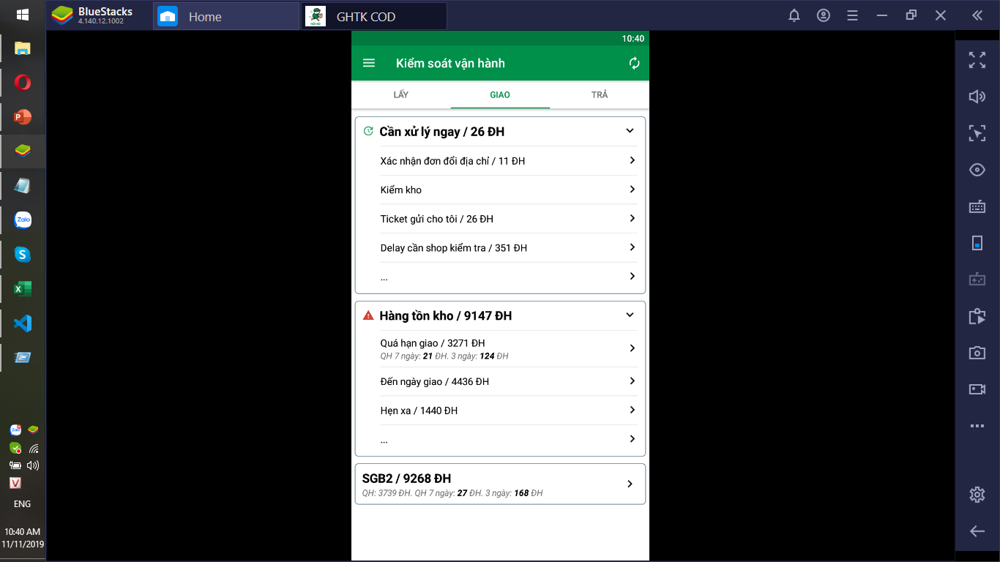 BlueStacks
4.140.12.1002
Home
GHTK COD
10:40
Kiểm soát vận hành
LẤY
GIAO
TRẢ
Cần xử lý ngay / 26 ĐH
Xác nhận đơn đổi địa chỉ / 11 ĐH
Kiểm kho
Ticket gửi cho tôi / 26 ĐH
Delay cần shop kiểm tra / 351 ĐH
...
Hàng tồn kho / 9147 ĐH
Quá hạn giao / 3271 ĐH
QH 7 ngày: 21 ĐH. 3 ngày: 124 ĐH
Đến ngày giao / 4436 ĐH
Hẹn xa / 1440 ĐH
...
SGB2 / 9268 ĐH
QH: 3739 ĐH. QH 7 ngày: 27 ĐH. 3 ngày: 168 ĐH
Zalo
ENG
10:40 AM
11/11/2019